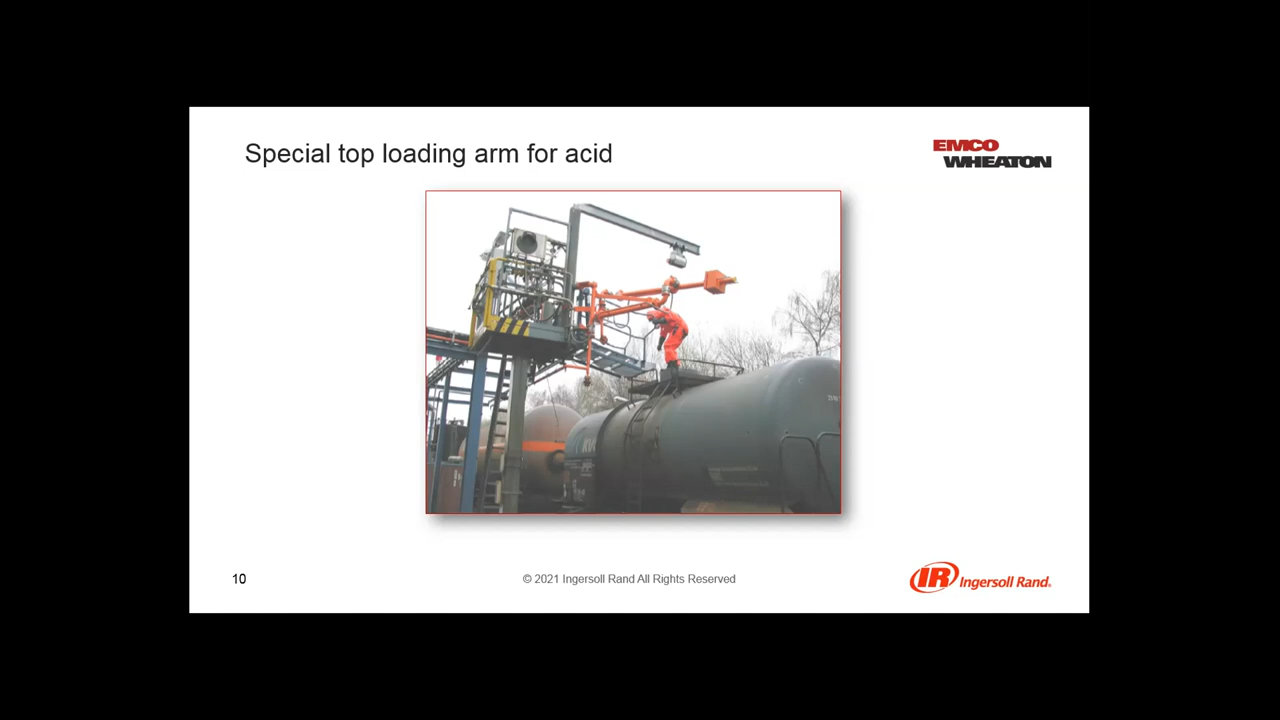 Special top loading arm for acid
EMCO
WHEATON
10
© 2021 Ingersoll Rand All Rights Reserved
IR Ingersoll Rand®